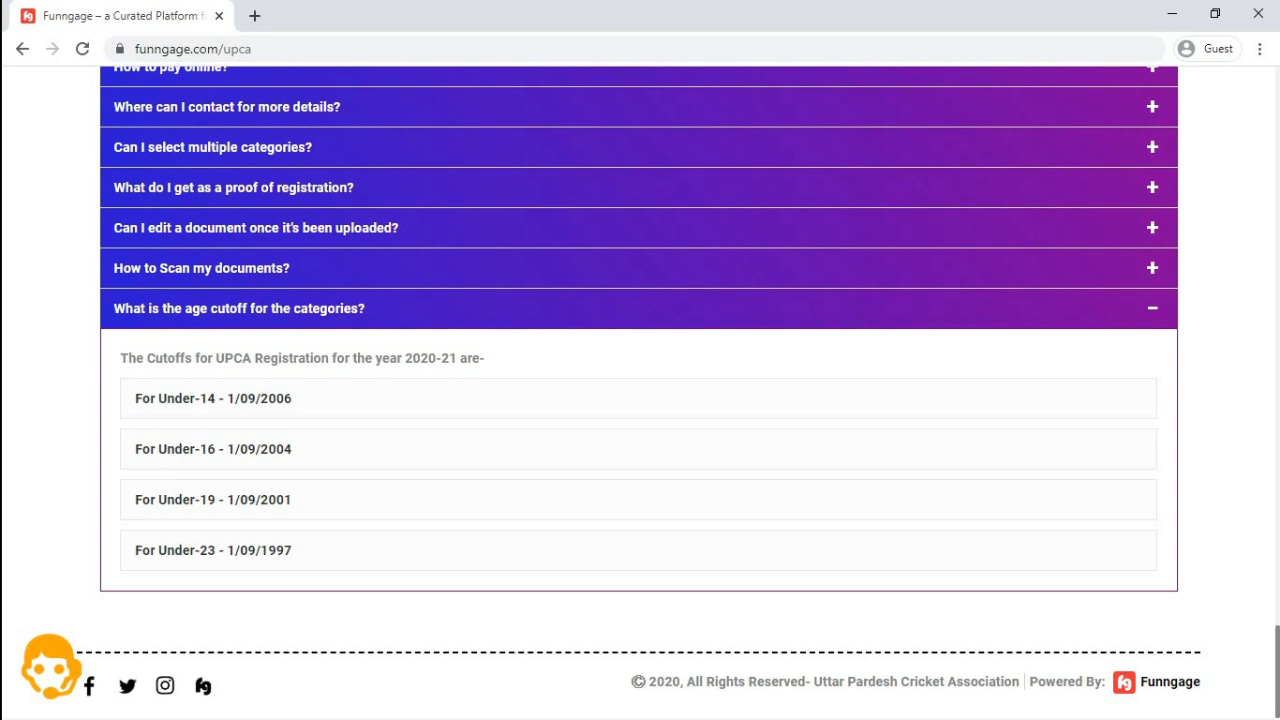 Funngage – a Curated Platform f
funngage.com/upca
Guest
How to pay online?
Where can I contact for more details?
Can I select multiple categories?
What do I get as a proof of registration?
Can I edit a document once it's been uploaded?
How to Scan my documents?
What is the age cutoff for the categories?
The Cutoffs for UPCA Registration for the year 2020-21 are-
For Under-14 - 1/09/2006
For Under-16 - 1/09/2004
For Under-19 - 1/09/2001
For Under-23 - 1/09/1997
© 2020, All Rights Reserved- Uttar Pardesh Cricket Association | Powered By: Funngage